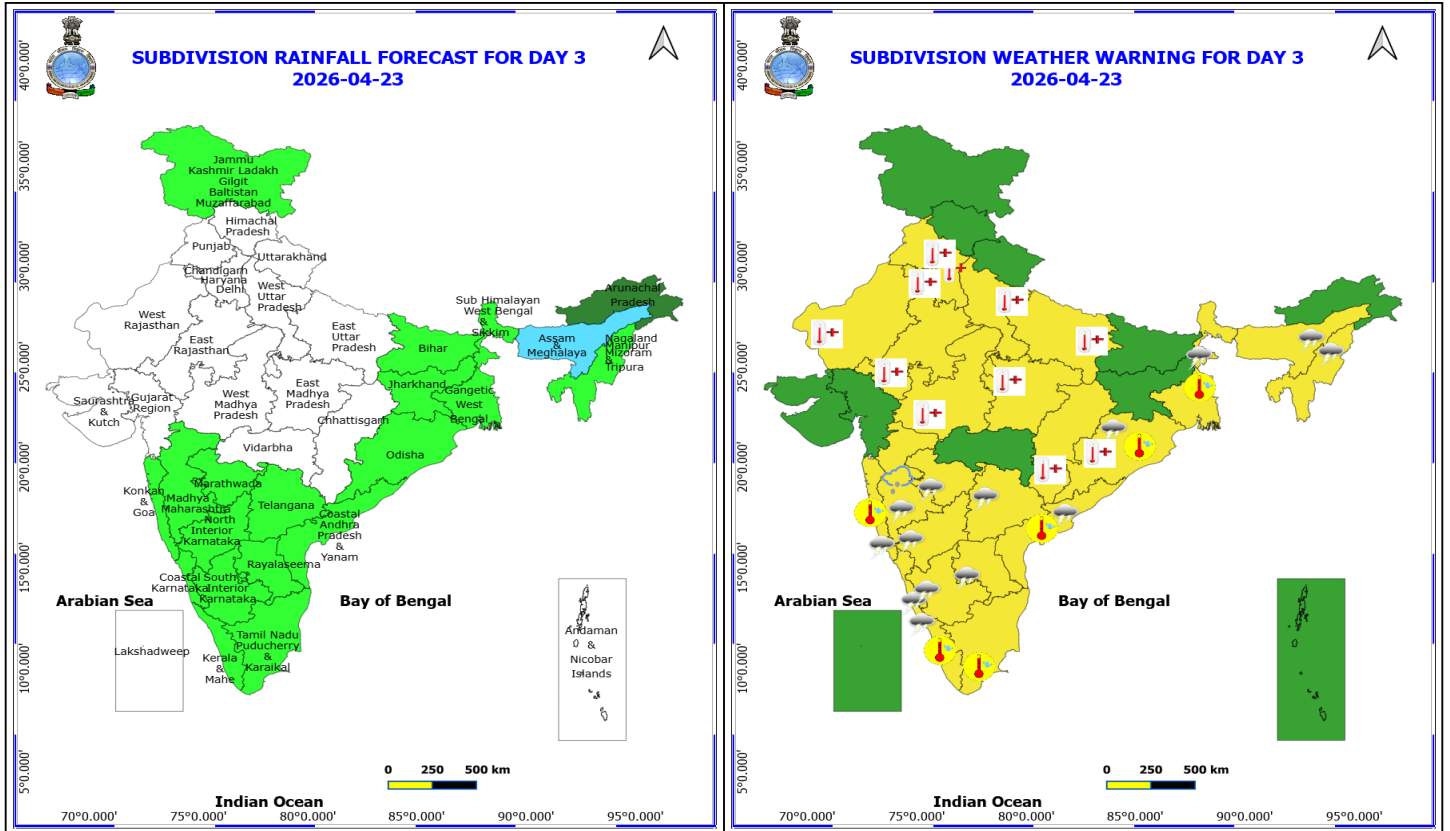 SUBDIVISION RAINFALL FORECAST FOR DAY 3
2026-04-23
40°0.000'
35°0.000'
30°0.000'
25°0.000'
20°0.000'
15°0.000'
10°0.000'
5°0.000'
Jammu
Kashmir Ladakh
Gilgit
Baltistan
Muzaffarabad
Himachal
Pradesh
Punjab
Uttarakhand
Chandigarh
Haryana
Delhi
West
Uttar
Pradesh
West
Rajasthan
East
Rajasthan
East
Uttar
Pradesh
Sub Himalayan
West Bengal
&
Sikkim
Arunachal
Pradesh
Assam
&
Meghalaya
Nagaland
Manipur
Mizoram
&
Tripura
Bihar
Jharkhand
Gangetic
West
Bengal
Saurashtra
&
Kutch
Gujarat
Region
West
Madhya
Pradesh
East
Madhya
Pradesh
Chhattisgarh
Vidarbha
Odisha
Konkan
&
Goa
Marathwada
Madhya
Maharashtra
Telangana
North
Interior
Karnataka
Coastal
Andhra
Pradesh
&
Yanam
Rayalaseema
Coastal
Karnataka
South
Interior
Karnataka
Arabian Sea
Bay of Bengal
Lakshadweep
Kerala
&
Mahe
Tamil Nadu
Puducherry
&
Karaikal
Andaman
&
Nicobar
Islands
0 250 500 km
Indian Ocean
70°0.000' 75°0.000' 80°0.000' 85°0.000' 90°0.000' 95°0.000'
SUBDIVISION WEATHER WARNING FOR DAY 3
2026-04-23
40°0.000'
35°0.000'
30°0.000'
25°0.000'
20°0.000'
15°0.000'
10°0.000'
5°0.000'
Arabian Sea
Bay of Bengal
0 250 500 km
Indian Ocean
70°0.000' 75°0.000' 80°0.000' 85°0.000' 90°0.000' 95°0.000'